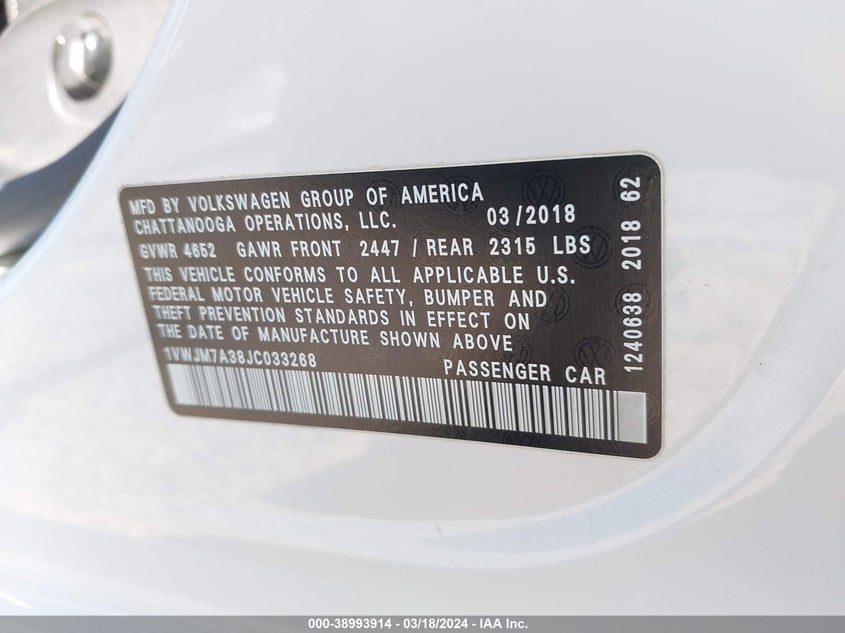 MFD BY VOLKSWAGEN GROUP OF AMERICA
CHATTANOOGA OPERATIONS, LLC. 03/2018
GVWR 4652 GAWR FRONT 2447 / REAR 2315 LBS
THIS VEHICLE CONFORMS TO ALL APPLICABLE U.S.
FEDERAL MOTOR VEHICLE SAFETY, BUMPER AND
THEFT PREVENTION STANDARDS IN EFFECT ON
THE DATE OF MANUFACTURE SHOWN ABOVE
1VWJM7A38JC033268 PASSENGER CAR
1240638 2018 62
000-38993914 - 03/18/2024 - IAA Inc.